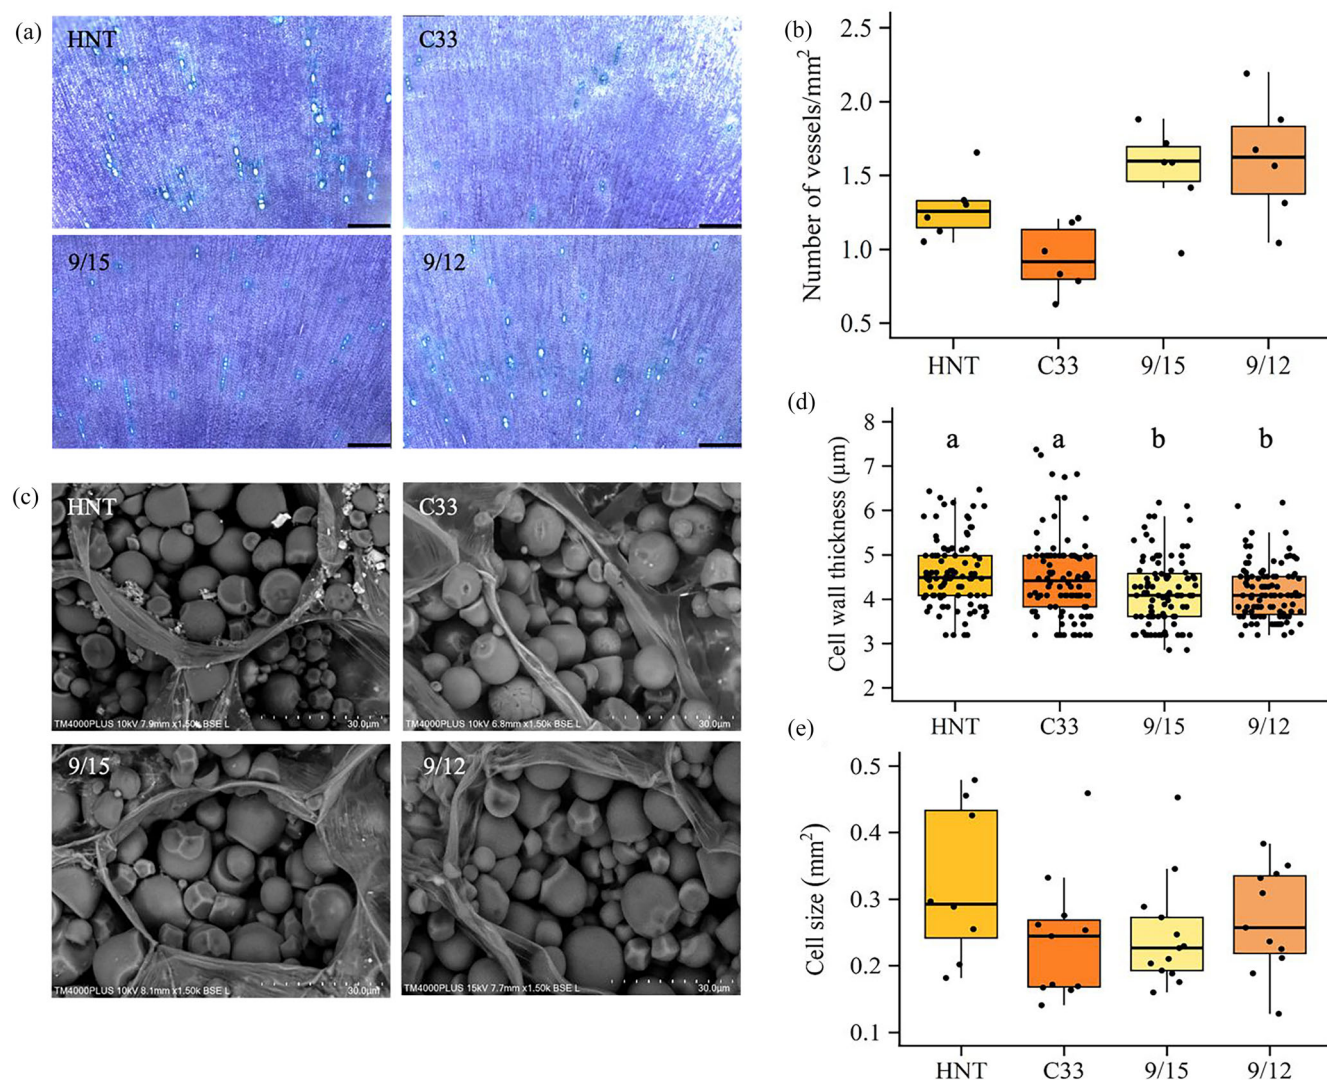 (a)
HNT
C33
9/15
9/12
(b)
Number of vessels/mm²
2.5
2.0
1.5
1.0
0.5
HNT
C33
9/15
9/12
(c)
HNT
TM4000PLUS 10kV 7.9mm x1.50k BSE L
30.0µm
C33
TM4000PLUS 10kV 6.8mm x1.50k BSE L
30.0µm
9/15
TM4000PLUS 10kV 8.1mm x1.50k BSE L
30.0µm
9/12
TM4000PLUS 15kV 7.7mm x1.50k BSE L
30.0µm
(d)
Cell wall thickness (µm)
8
7
6
5
4
3
2
a
a
b
b
HNT
C33
9/15
9/12
(e)
Cell size (mm²)
0.5
0.4
0.3
0.2
0.1
HNT
C33
9/15
9/12